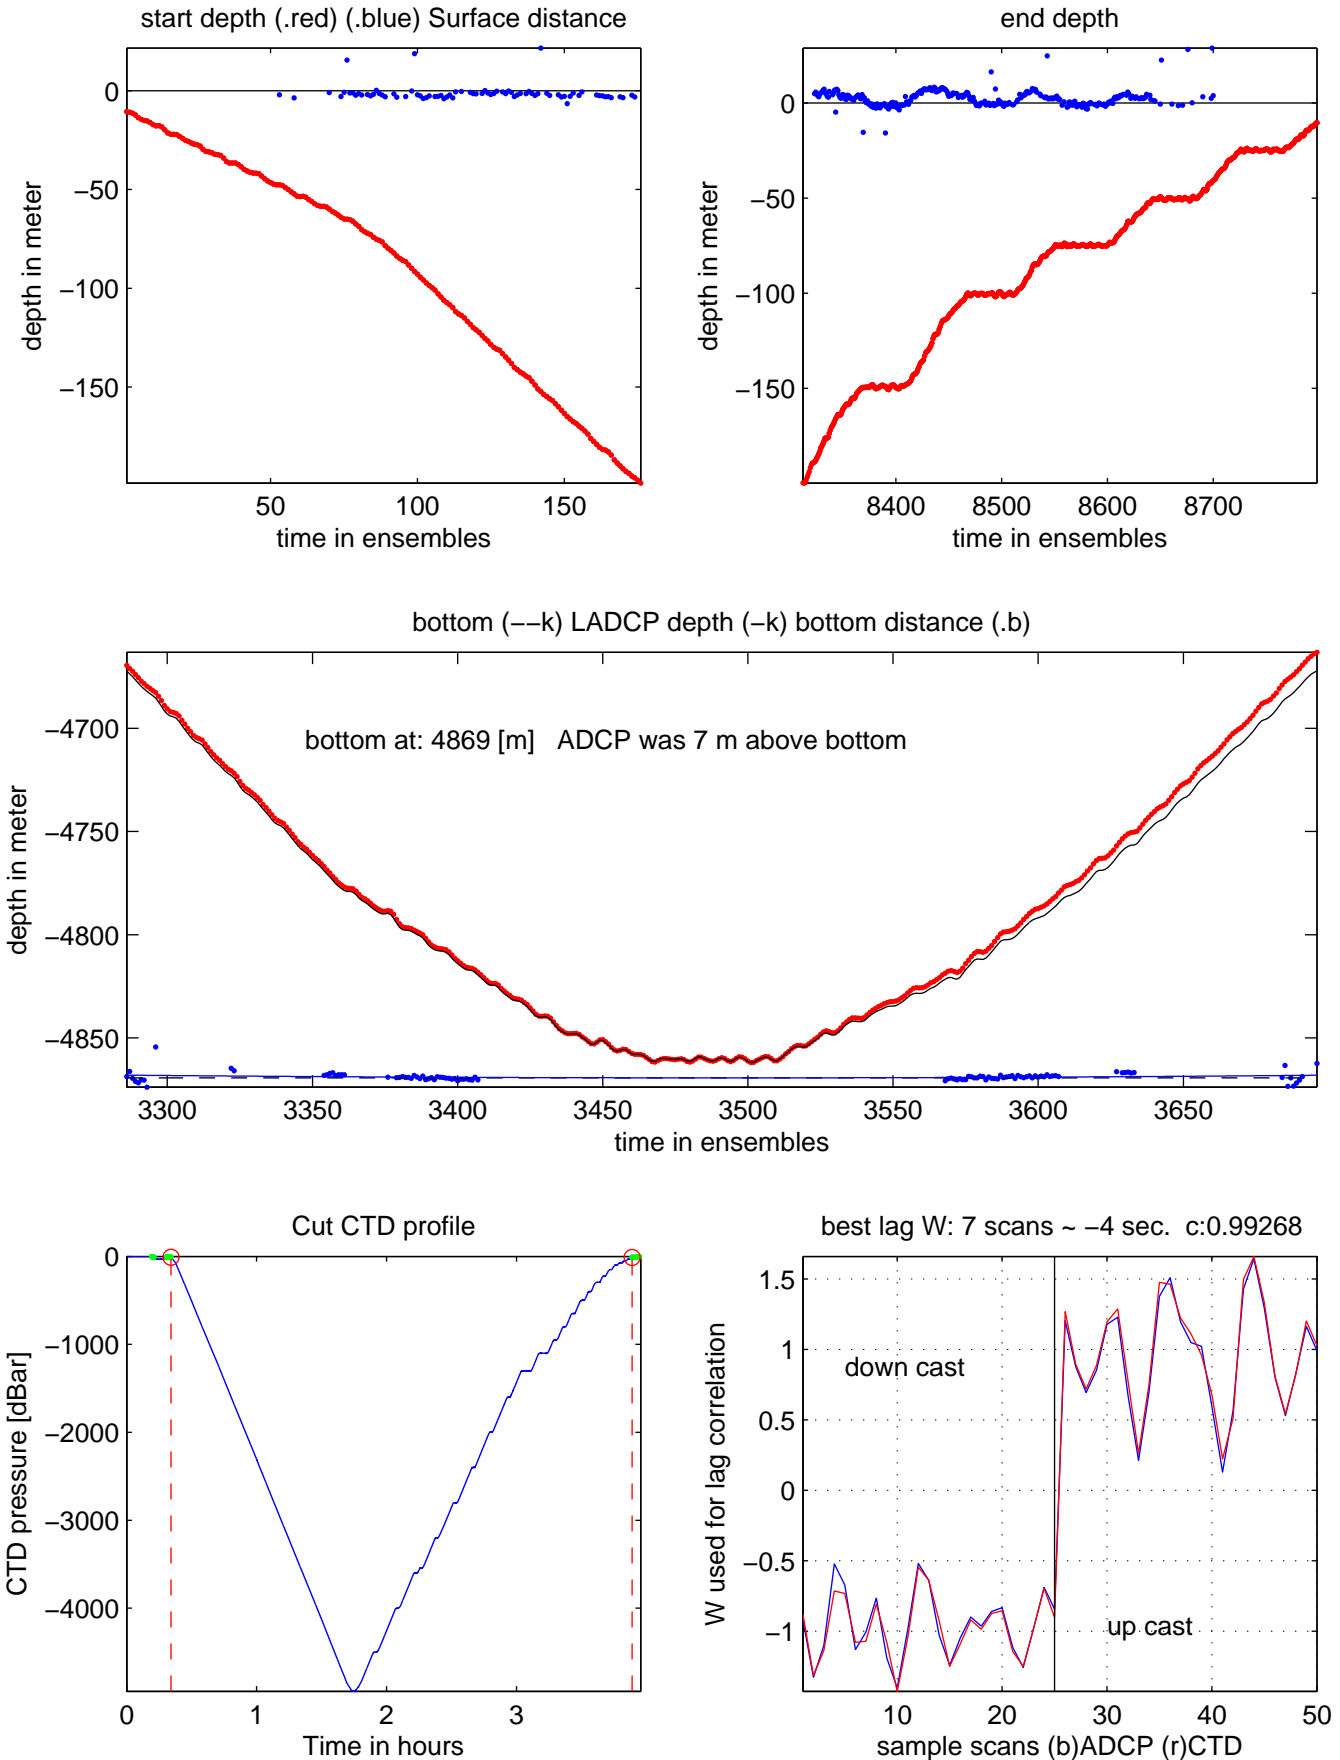 start depth (.red) (.blue) Surface distance
0
−50
−100
−150
depth in meter
50
100
150
time in ensembles
end depth
0
−50
−100
−150
depth in meter
8400
8500
8600
8700
time in ensembles
bottom (−−k) LADCP depth (−k) bottom distance (.b)
−4700
−4750
−4800
−4850
depth in meter
bottom at: 4869 [m]   ADCP was 7 m above bottom
3300
3350
3400
3450
3500
3550
3600
3650
time in ensembles
Cut CTD profile
0
−1000
−2000
−3000
−4000
CTD pressure [dBar]
0
1
2
3
Time in hours
best lag W: 7 scans ~ −4 sec.  c:0.99268
1.5
1
0.5
0
−0.5
−1
W used for lag correlation
down cast
up cast
10
20
30
40
50
sample scans (b)ADCP (r)CTD